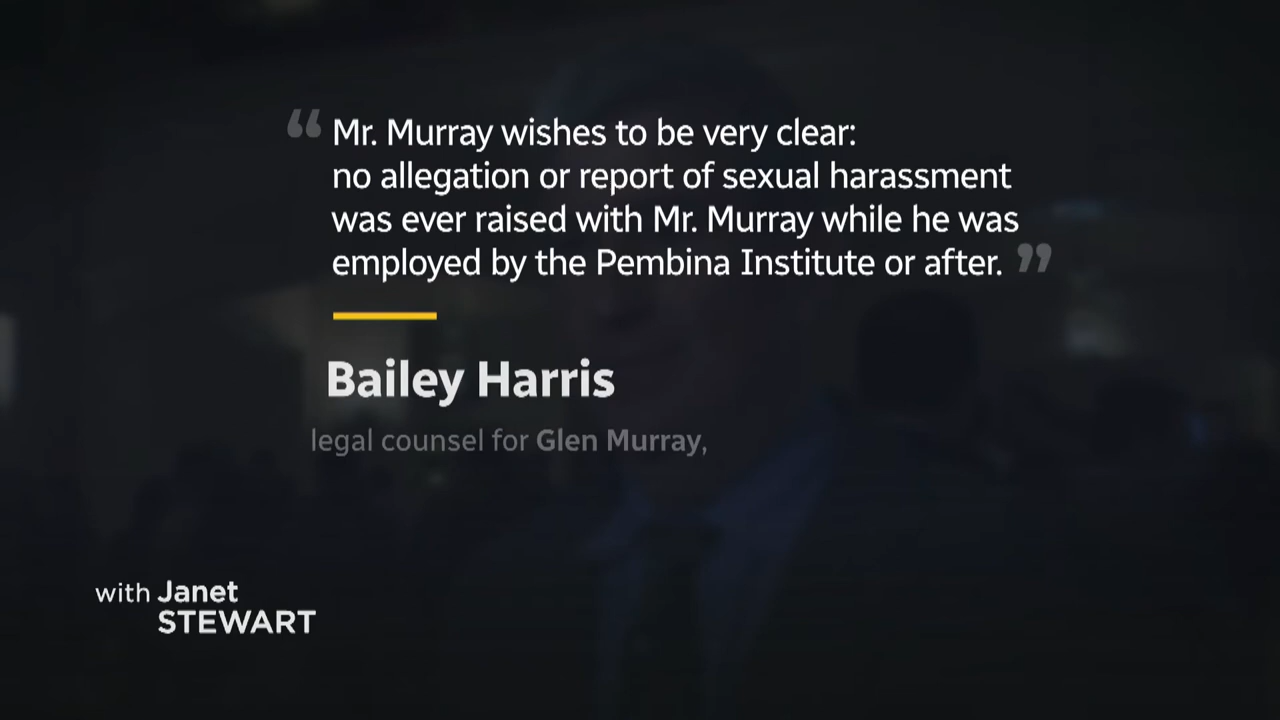 “ Mr. Murray wishes to be very clear:
no allegation or report of sexual harassment
was ever raised with Mr. Murray while he was
employed by the Pembina Institute or after. ”
Bailey Harris
legal counsel for Glen Murray,
with Janet
STEWART